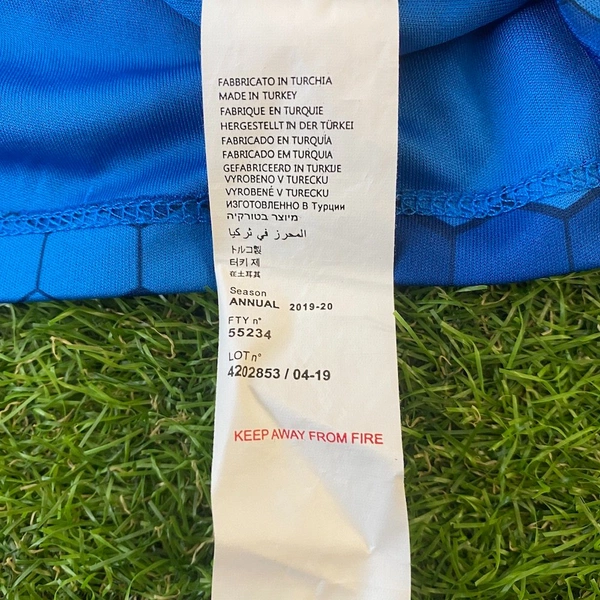 FABBRICATO IN TURCHIA
MADE IN TURKEY
FABRIQUE EN TURQUIE
HERGESTELLT IN DER TÜRKEI
FABRICADO EN TURQUÍA
FABRICADO EM TURQUIA
GEFABRICEERD IN TURKIJE
VYROBENO V TURECKU
VYROBENÉ V TURECKU
ИЗГОТОВЛЕННО В Турции
מיוצר בטורקיה
المحرز في تركيا
トルコ製
터키 제
在土耳其
Season
ANNUAL 2019-20
FTY n°
55234
LOT n°
4202853 / 04-19
KEEP AWAY FROM FIRE